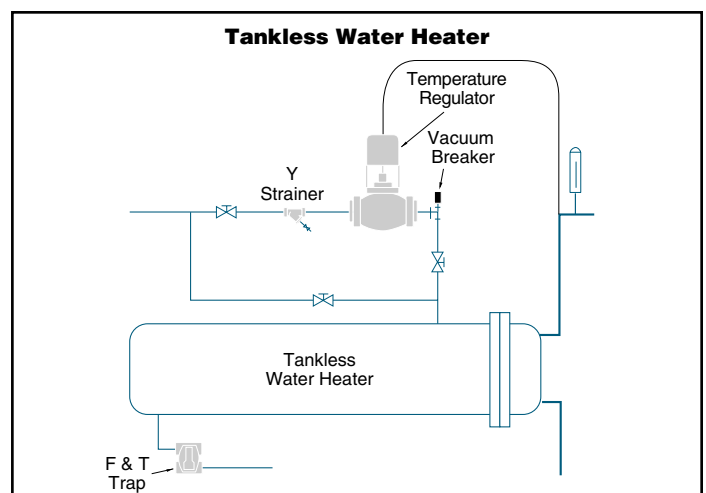 Tankless Water Heater
Temperature
Regulator
Vacuum
Breaker
Y
Strainer
Tankless
Water Heater
F & T
Trap